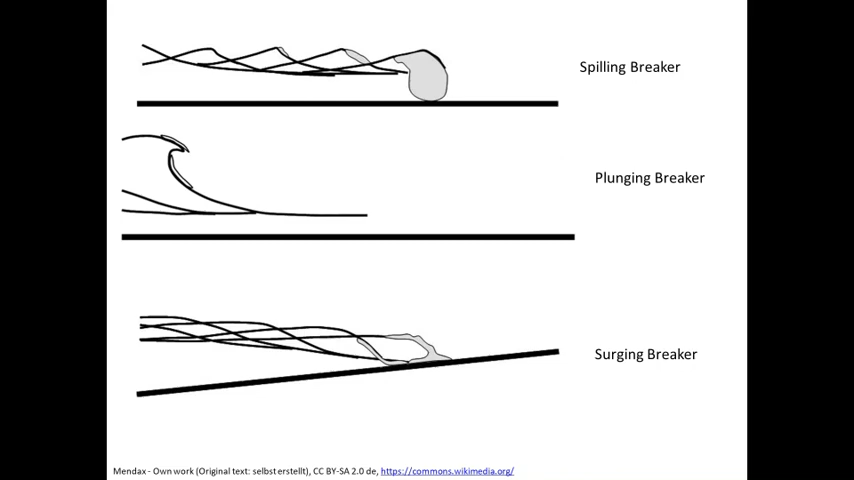 Spilling Breaker
Plunging Breaker
Surging Breaker
Mendax - Own work (Original text: selbst erstellt), CC BY-SA 2.0 de, https://commons.wikimedia.org/